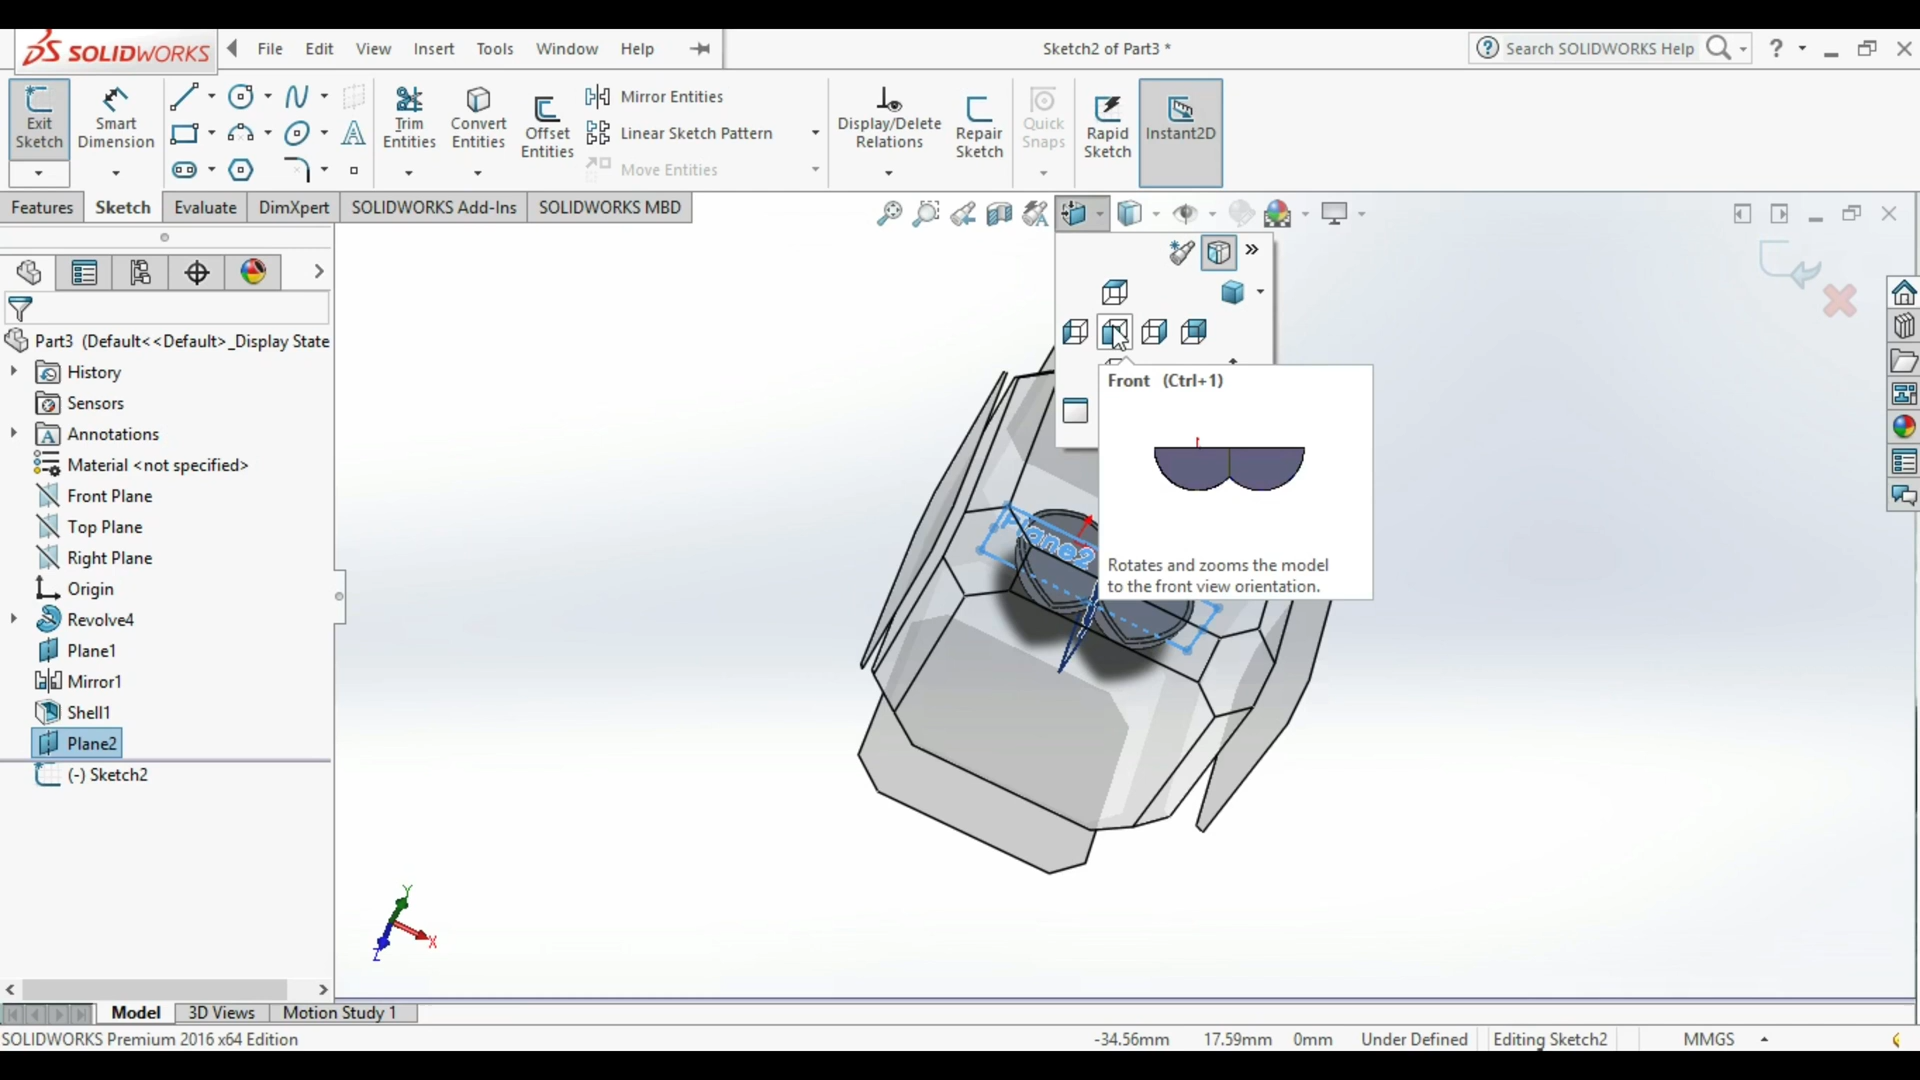 SOLIDWORKS File Edit View Insert Tools Window Help Sketch2 of Part3 * Search SOLIDWORKS Help ?
Exit Sketch
Smart Dimension
Trim Entities
Convert Entities
Offset Entities
Mirror Entities
Linear Sketch Pattern
Move Entities
Display/Delete Relations
Repair Sketch
Quick Snaps
Rapid Sketch
Instant2D
Features Sketch Evaluate DimXpert SOLIDWORKS Add-Ins SOLIDWORKS MBD
Part3 (Default<<Default>_Display State
History
Sensors
Annotations
Material <not specified>
Front Plane
Top Plane
Right Plane
Origin
Revolve4
Plane1
Mirror1
Shell1
Plane2
(-) Sketch2
Front (Ctrl+1)
Rotates and zooms the model
to the front view orientation.
Plane2
Y
X
Z
Model 3D Views Motion Study 1
SOLIDWORKS Premium 2016 x64 Edition -34.56mm 17.59mm 0mm Under Defined Editing Sketch2 MMGS